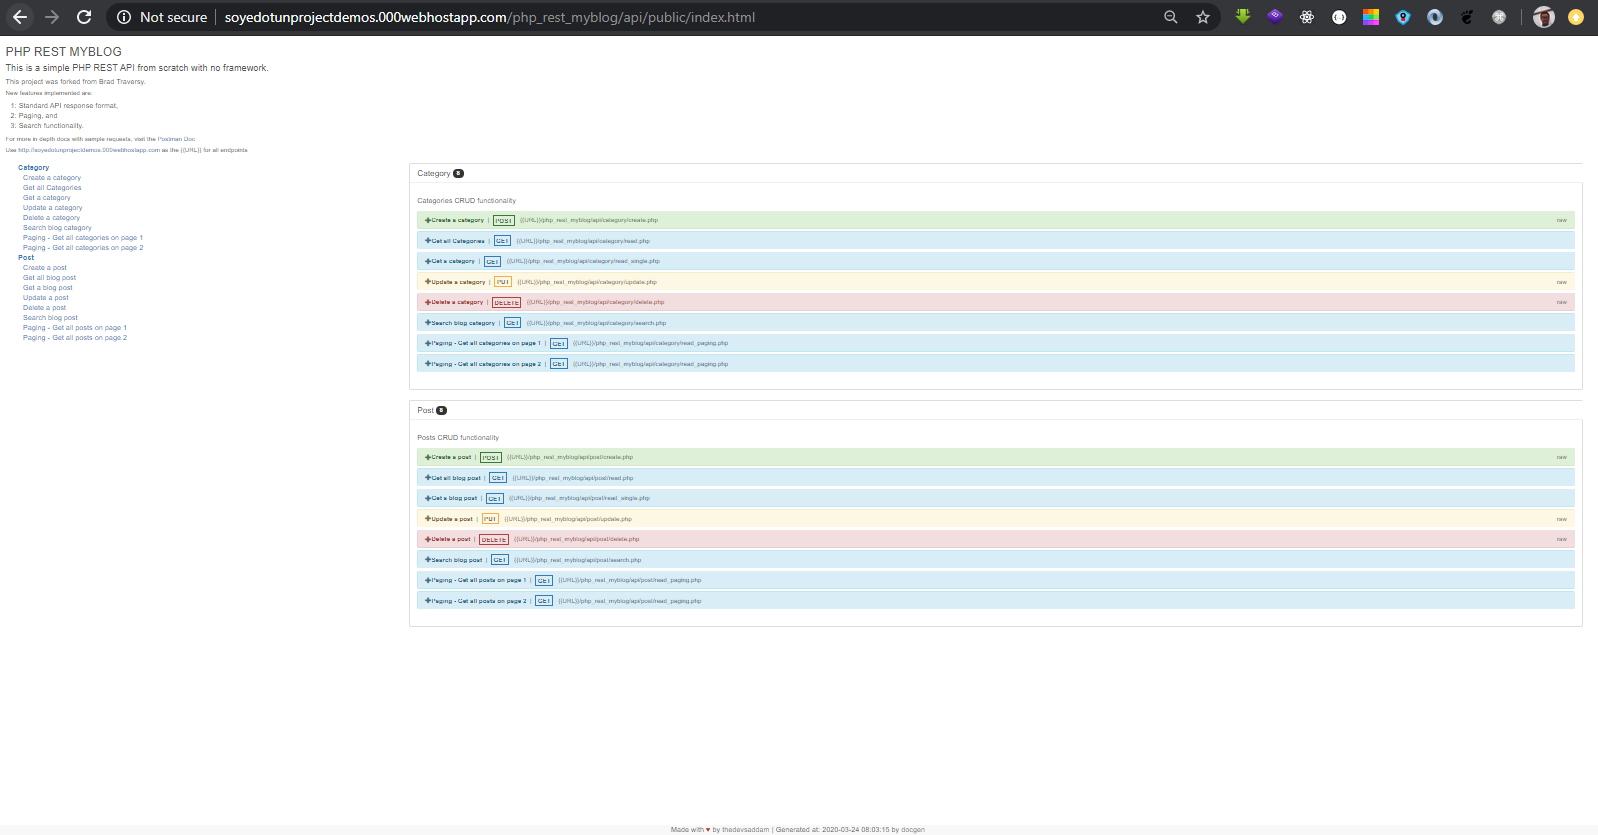 Not secure soyedotunprojectdemos.000webhostapp.com/php_rest_myblog/api/public/index.html
PHP REST MYBLOG
This is a simple PHP REST API from scratch with no framework.
This project was forked from Brad Traversy.
New features implemented are:
1: Standard API response format,
2: Paging, and
3: Search functionality.
For more in depth docs with sample requests, visit the Postman Doc
Use http://soyedotunprojectdemos.000webhostapp.com as the {{URL}} for all endpoints
Category
Create a category
Get all Categories
Get a category
Update a category
Delete a category
Search blog category
Paging - Get all categories on page 1
Paging - Get all categories on page 2
Post
Create a post
Get all blog post
Get a blog post
Update a post
Delete a post
Search blog post
Paging - Get all posts on page 1
Paging - Get all posts on page 2
Category 8
Categories CRUD functionality
Create a category | POST {{URL}}/php_rest_myblog/api/category/create.php raw
Get all Categories | GET {{URL}}/php_rest_myblog/api/category/read.php
Get a category | GET {{URL}}/php_rest_myblog/api/category/read_single.php
Update a category | PUT {{URL}}/php_rest_myblog/api/category/update.php raw
Delete a category | DELETE {{URL}}/php_rest_myblog/api/category/delete.php raw
Search blog category | GET {{URL}}/php_rest_myblog/api/category/search.php
Paging - Get all categories on page 1 | GET {{URL}}/php_rest_myblog/api/category/read_paging.php
Paging - Get all categories on page 2 | GET {{URL}}/php_rest_myblog/api/category/read_paging.php
Post 8
Posts CRUD functionality
Create a post | POST {{URL}}/php_rest_myblog/api/post/create.php raw
Get all blog post | GET {{URL}}/php_rest_myblog/api/post/read.php
Get a blog post | GET {{URL}}/php_rest_myblog/api/post/read_single.php
Update a post | PUT {{URL}}/php_rest_myblog/api/post/update.php raw
Delete a post | DELETE {{URL}}/php_rest_myblog/api/post/delete.php raw
Search blog post | GET {{URL}}/php_rest_myblog/api/post/search.php
Paging - Get all posts on page 1 | GET {{URL}}/php_rest_myblog/api/post/read_paging.php
Paging - Get all posts on page 2 | GET {{URL}}/php_rest_myblog/api/post/read_paging.php
Made with ♥ by thedevsaddam | Generated at: 2020-03-24 08:03:15 by docgen